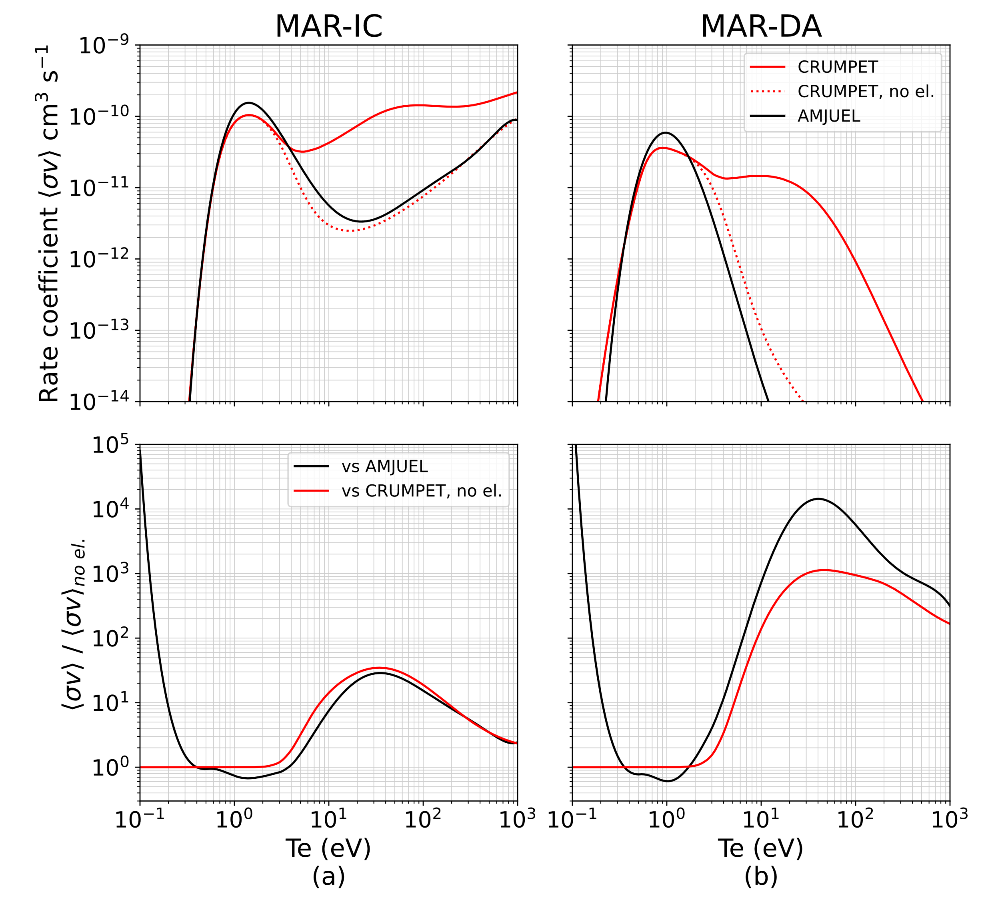 MAR-IC
MAR-DA
Rate coefficient ⟨σv⟩ cm³ s⁻¹
10⁻⁹
10⁻¹⁰
10⁻¹¹
10⁻¹²
10⁻¹³
10⁻¹⁴
CRUMPET
CRUMPET, no el.
AMJUEL
⟨σv⟩ / ⟨σv⟩no el.
10⁵
10⁴
10³
10²
10¹
10⁰
vs AMJUEL
vs CRUMPET, no el.
10⁻¹ 10⁰ 10¹ 10² 10³
Te (eV)
(a)
10⁻¹ 10⁰ 10¹ 10² 10³
Te (eV)
(b)